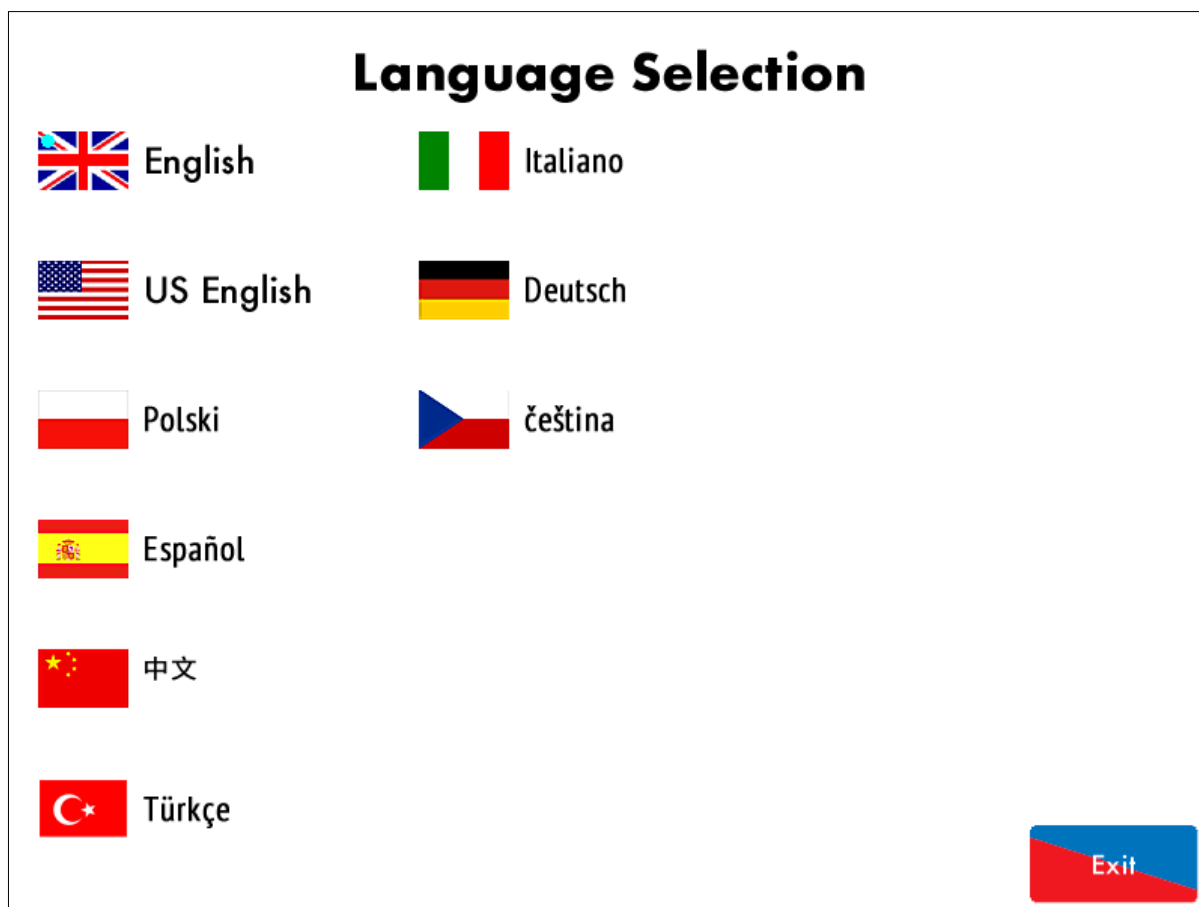 Language Selection
English
US English
Polski
Español
中文
Türkçe
Italiano
Deutsch
čeština
Exit